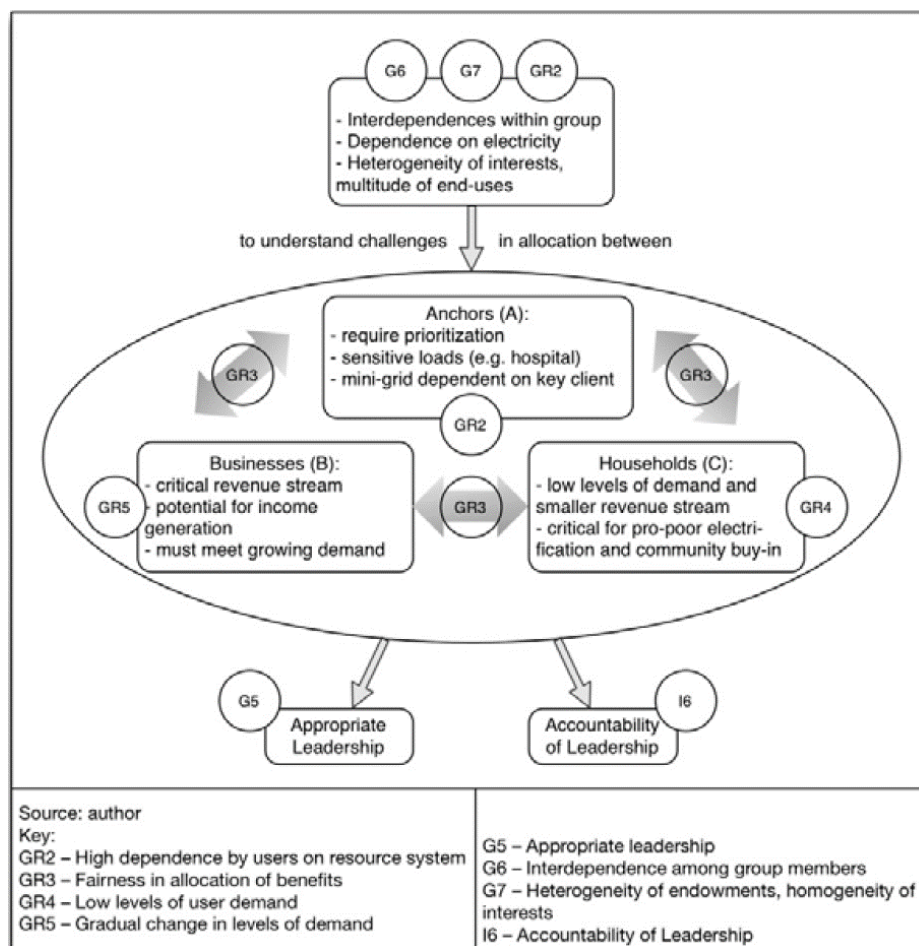 G6
G7
GR2
- Interdependences within group
- Dependence on electricity
- Heterogeneity of interests,
multitude of end-uses
to understand challenges
in allocation between
Anchors (A):
- require prioritization
- sensitive loads (e.g. hospital)
- mini-grid dependent on key client
GR3
GR3
GR2
Businesses (B):
- critical revenue stream
- potential for income
generation
- must meet growing demand
GR5
GR3
Households (C):
- low levels of demand and
smaller revenue stream
- critical for pro-poor electri-
fication and community buy-in
GR4
G5
Appropriate
Leadership
I6
Accountability
of Leadership
Source: author
Key:
GR2 – High dependence by users on resource system
GR3 – Fairness in allocation of benefits
GR4 – Low levels of user demand
GR5 – Gradual change in levels of demand
G5 – Appropriate leadership
G6 – Interdependence among group members
G7 – Heterogeneity of endowments, homogeneity of
interests
I6 – Accountability of Leadership